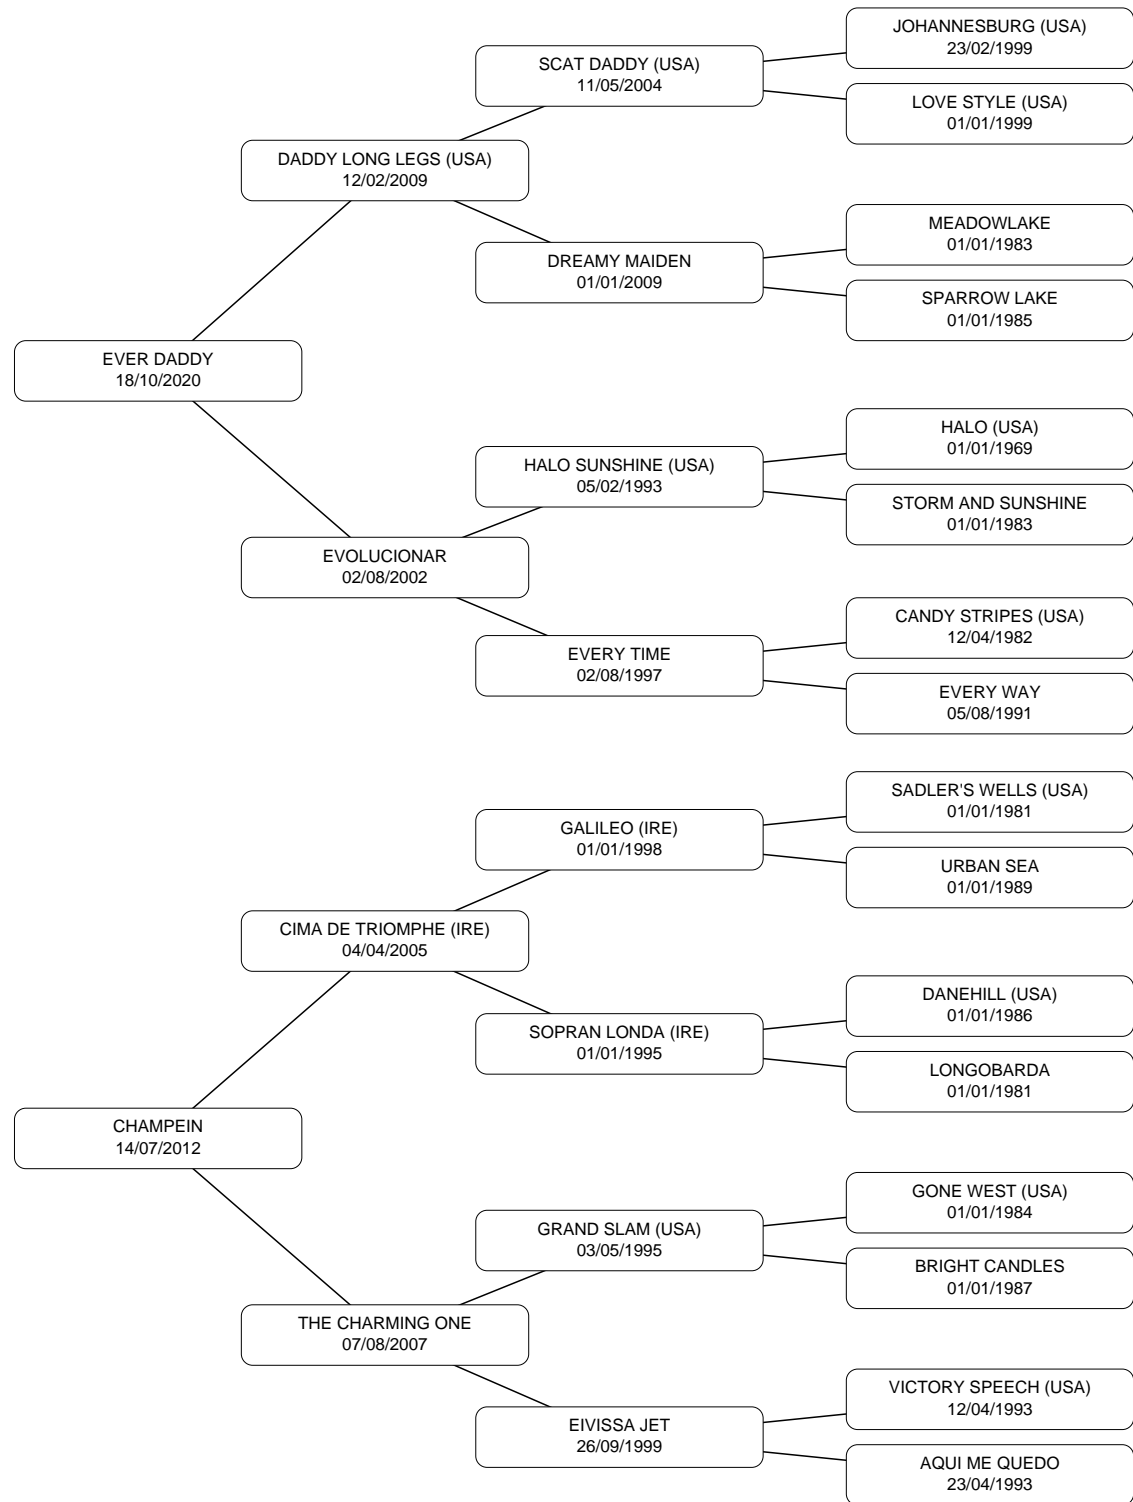 JOHANNESBURG (USA)
23/02/1999
SCAT DADDY (USA)
11/05/2004
LOVE STYLE (USA)
01/01/1999
DADDY LONG LEGS (USA)
12/02/2009
MEADOWLAKE
01/01/1983
DREAMY MAIDEN
01/01/2009
SPARROW LAKE
01/01/1985
EVER DADDY
18/10/2020
HALO (USA)
01/01/1969
HALO SUNSHINE (USA)
05/02/1993
STORM AND SUNSHINE
01/01/1983
EVOLUCIONAR
02/08/2002
CANDY STRIPES (USA)
12/04/1982
EVERY TIME
02/08/1997
EVERY WAY
05/08/1991
SADLER'S WELLS (USA)
01/01/1981
GALILEO (IRE)
01/01/1998
URBAN SEA
01/01/1989
CIMA DE TRIOMPHE (IRE)
04/04/2005
DANEHILL (USA)
01/01/1986
SOPRAN LONDA (IRE)
01/01/1995
LONGOBARDA
01/01/1981
CHAMPEIN
14/07/2012
GONE WEST (USA)
01/01/1984
GRAND SLAM (USA)
03/05/1995
BRIGHT CANDLES
01/01/1987
THE CHARMING ONE
07/08/2007
VICTORY SPEECH (USA)
12/04/1993
EIVISSA JET
26/09/1999
AQUI ME QUEDO
23/04/1993